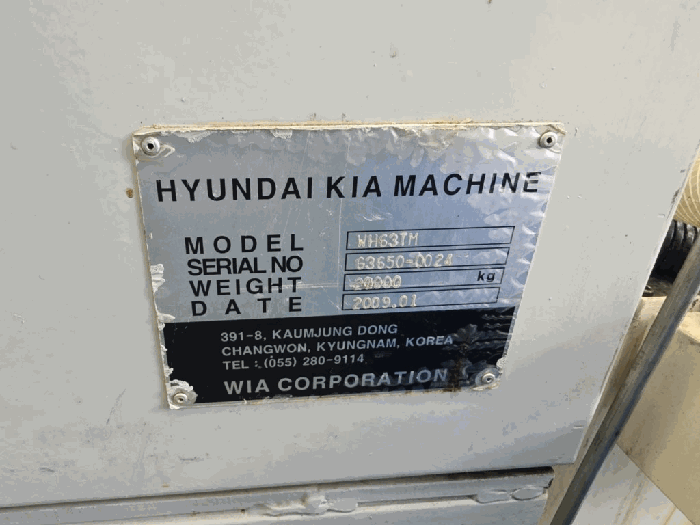 HYUNDAI KIA MACHINE
MODEL WH63TM
SERIAL NO G3650-0024
WEIGHT 20000 kg
DATE 2009.01
391-8, KAUMJUNG DONG
CHANGWON, KYUNGNAM, KOREA
TEL : (055) 280-9114
WIA CORPORATION